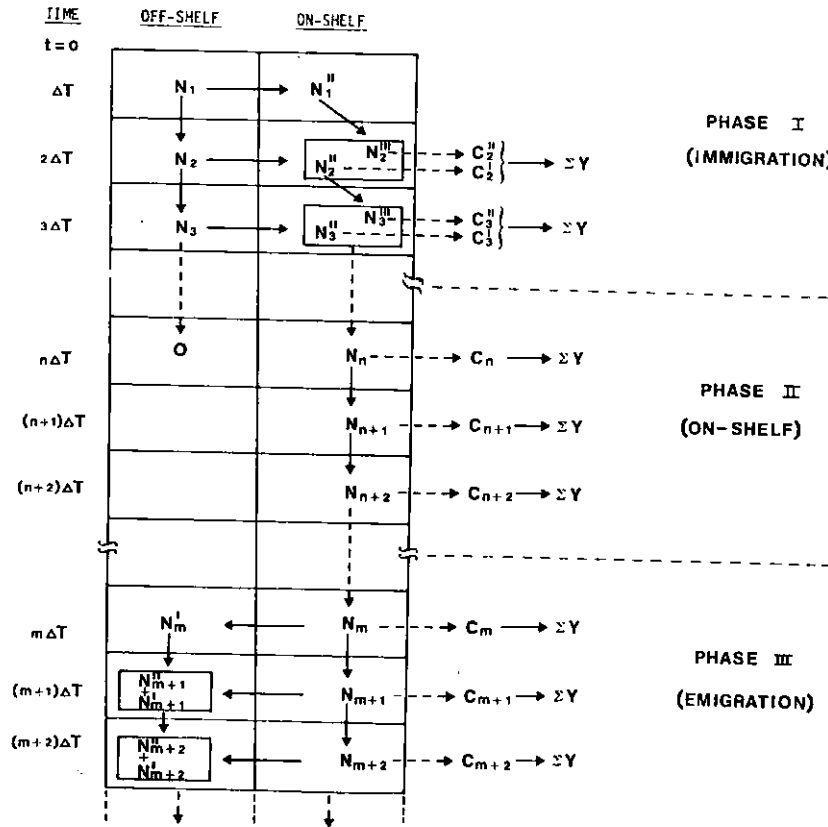 TIME OFF-SHELF ON-SHELF
t=0
ΔT N₁ N₁"
PHASE I
2ΔT N₂ N₂''' C₂" ΣY
N₂" C₂'
(IMMIGRATION)
3ΔT N₃ N₃''' C₃" ΣY
N₃" C₃'
nΔT O Nₙ Cₙ ΣY
PHASE II
(n+1)ΔT Nₙ₊₁ Cₙ₊₁ ΣY
(ON-SHELF)
(n+2)ΔT Nₙ₊₂ Cₙ₊₂ ΣY
mΔT N'ₘ Nₘ Cₘ ΣY
PHASE III
(m+1)ΔT N"ₘ₊₁ + N'ₘ₊₁ Nₘ₊₁ Cₘ₊₁ ΣY
(EMIGRATION)
(m+2)ΔT N"ₘ₊₂ + N'ₘ₊₂ Nₘ₊₂ Cₘ₊₂ ΣY